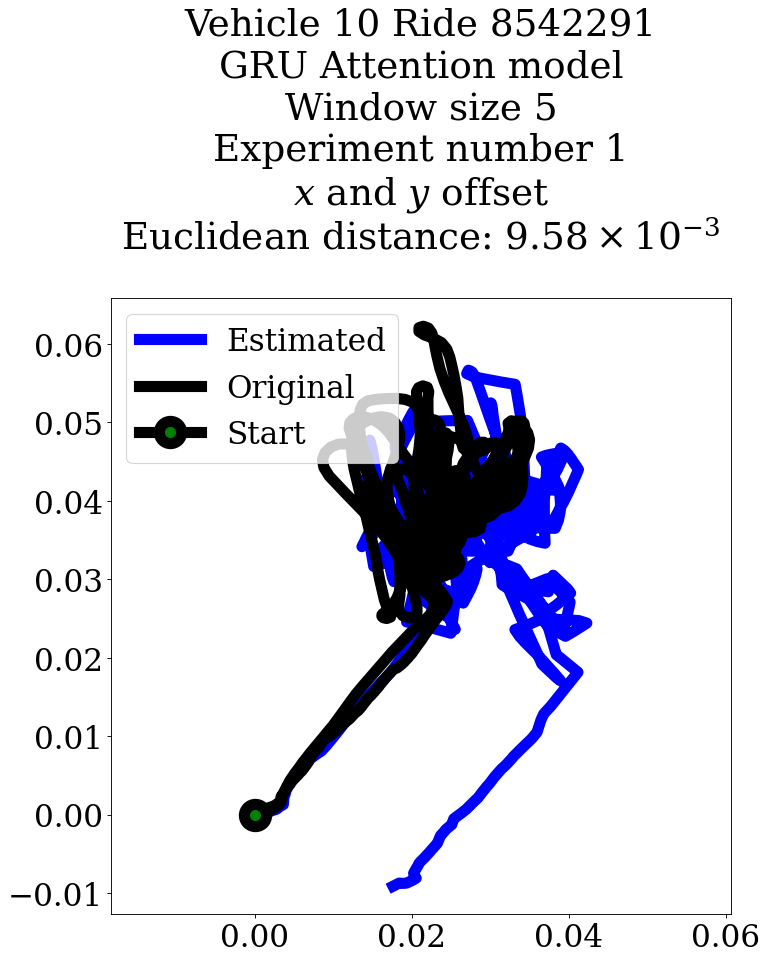 Vehicle 10 Ride 8542291
GRU Attention model
Window size 5
Experiment number 1
x and y offset
Euclidean distance: 9.58 × 10⁻³
Estimated
Original
Start
0.06
0.05
0.04
0.03
0.02
0.01
0.00
−0.01
0.00 0.02 0.04 0.06